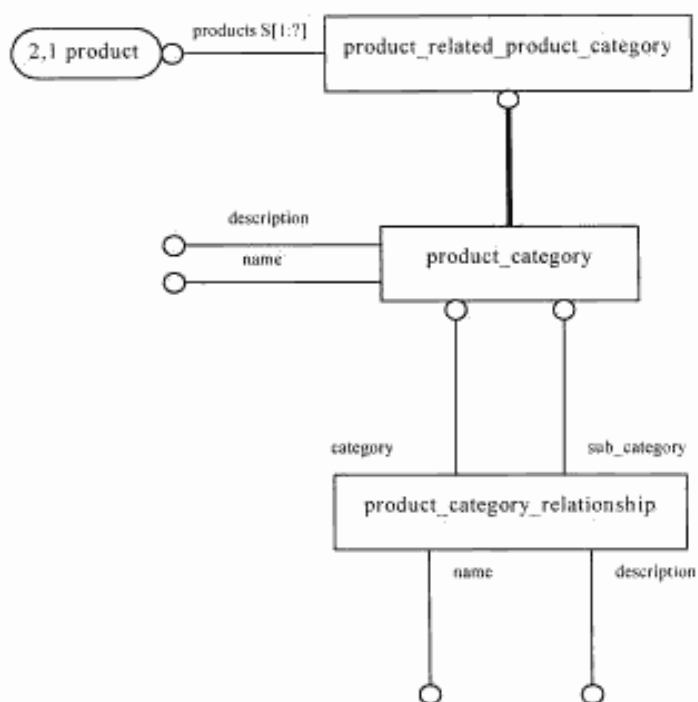 products S[1:?]
2,1 product
product_related_product_category
description
name
product_category
category
sub_category
product_category_relationship
name
description